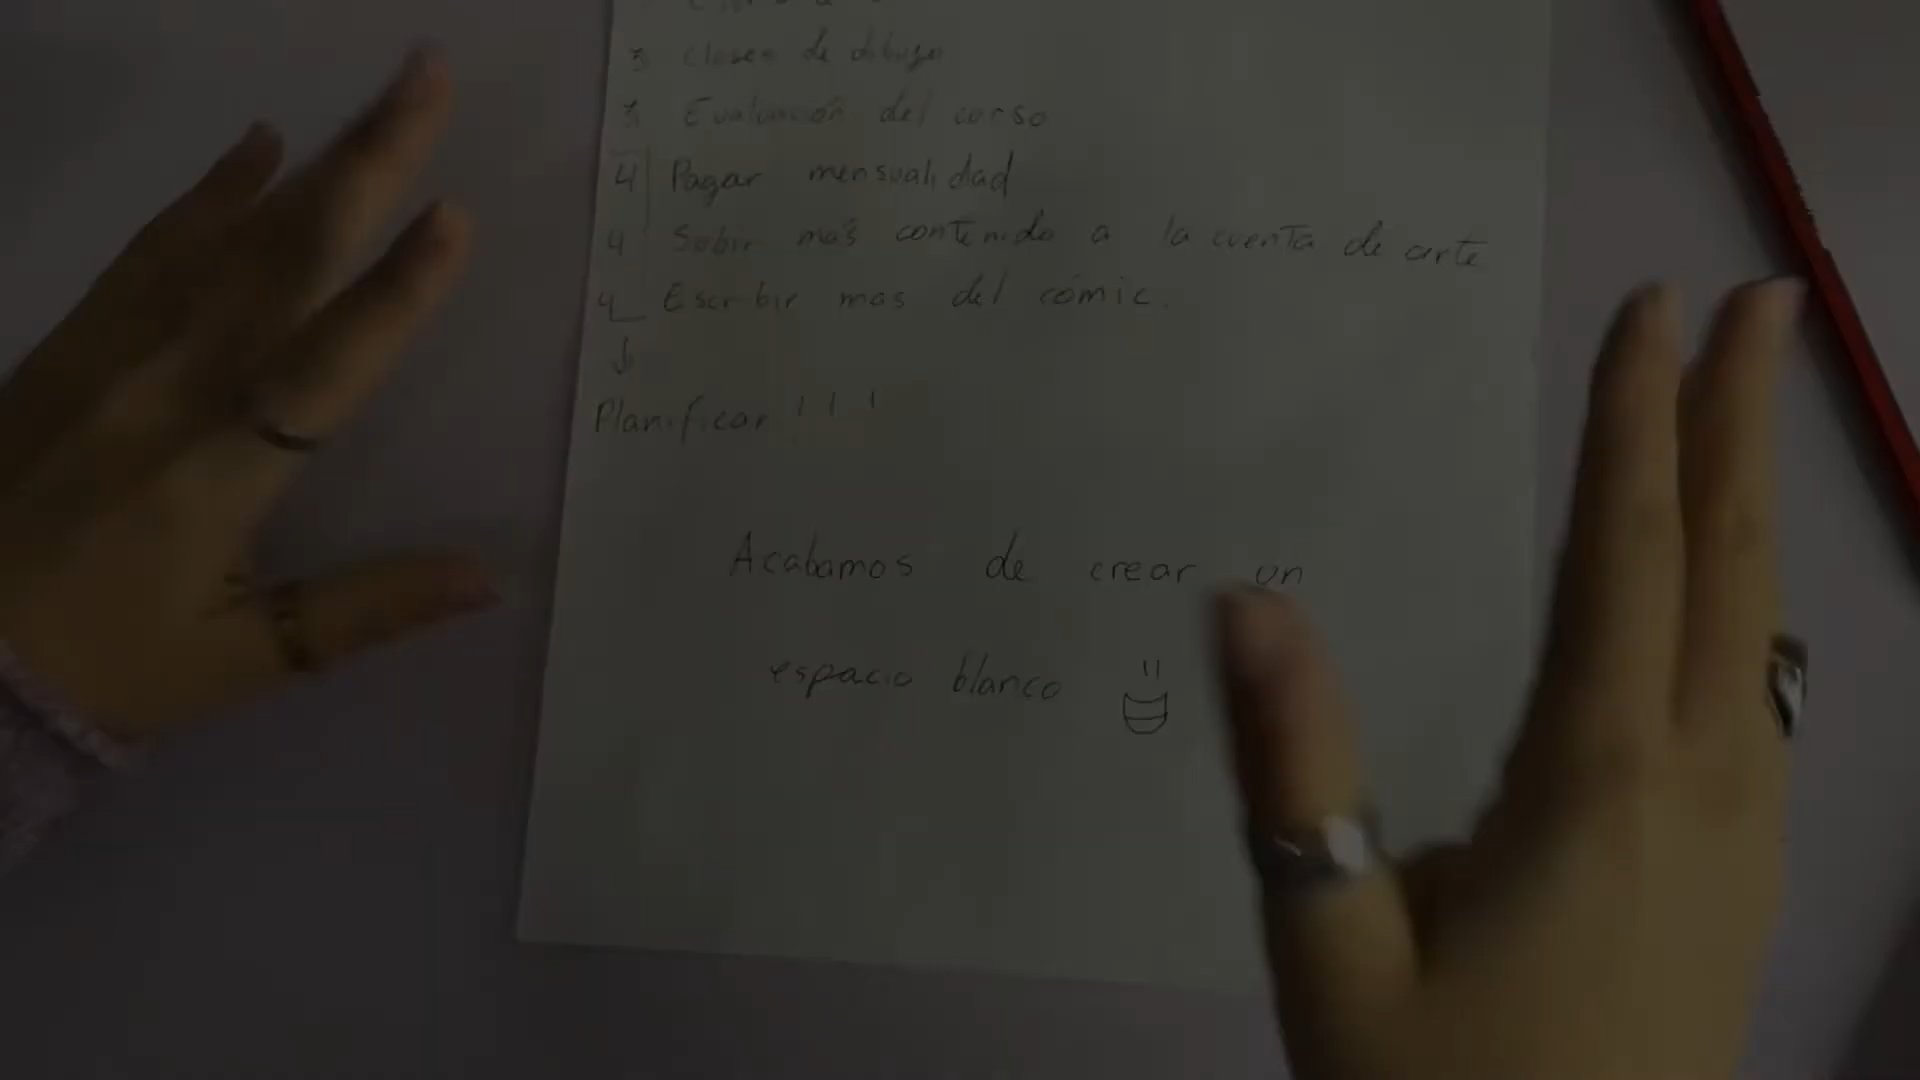 3 Clases de dibujo
3 Evaluación del curso
4 Pagar mensualidad
4 Subir más contenido a la cuenta de arte
4 Escribir mas del cómic.
Planificar !!!
Acabamos de crear un
espacio blanco